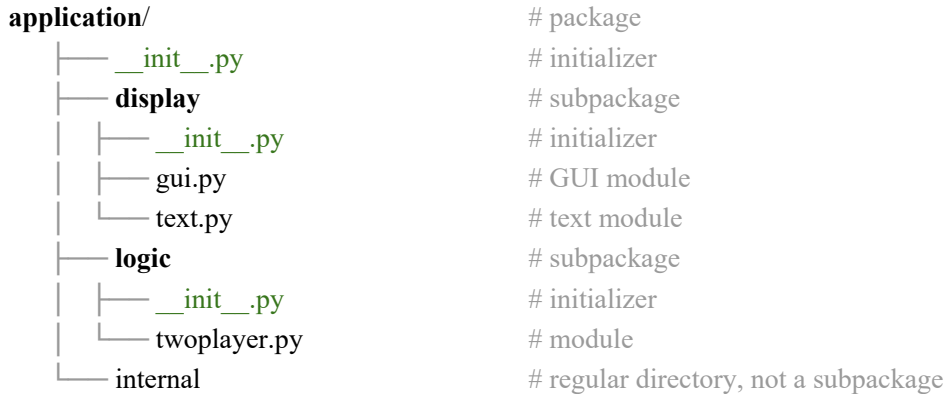 application/ # package
__init__.py # initializer
display # subpackage
__init__.py # initializer
gui.py # GUI module
text.py # text module
logic # subpackage
__init__.py # initializer
twoplayer.py # module
internal # regular directory, not a subpackage